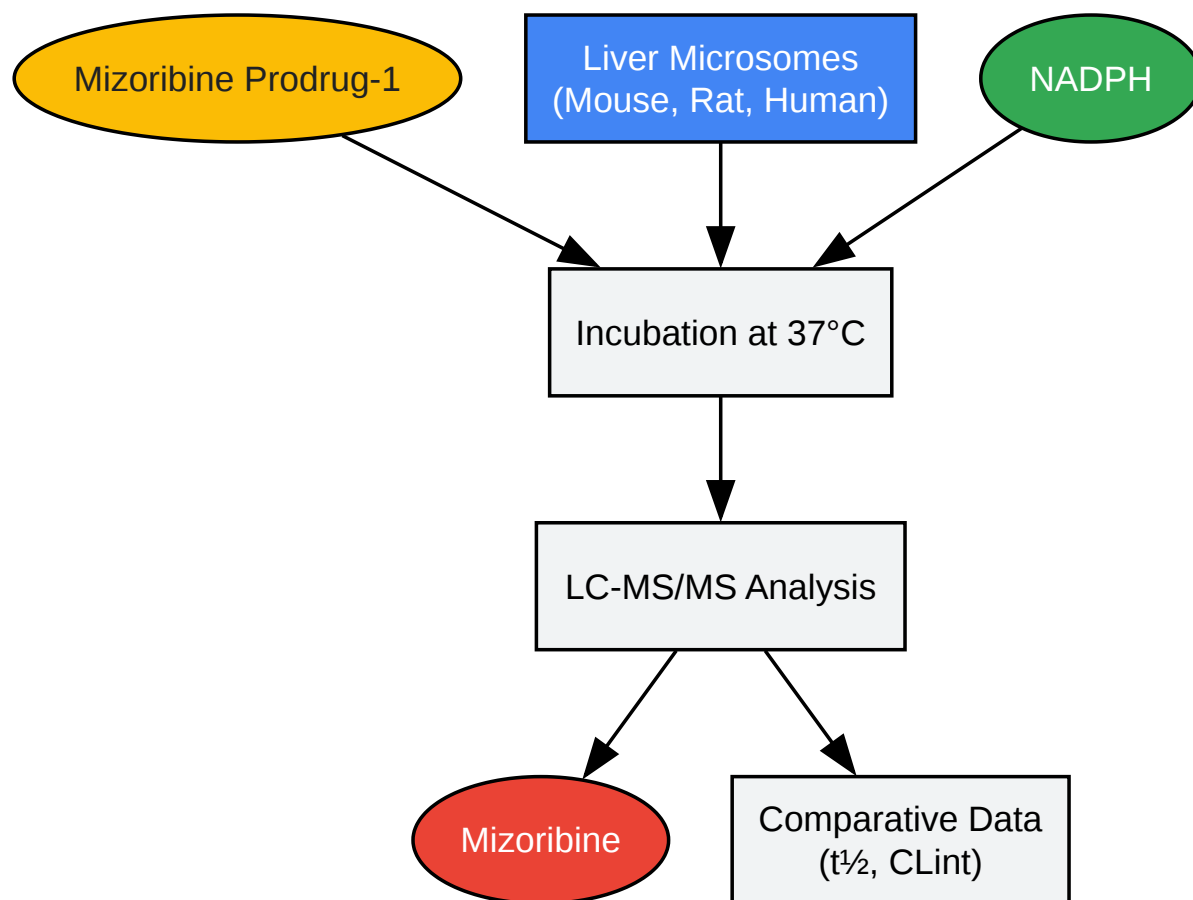 Mizoribine Prodrug-1
Liver Microsomes
(Mouse, Rat, Human)
NADPH
Incubation at 37°C
LC-MS/MS Analysis
Mizoribine
Comparative Data
(t½, CLint)